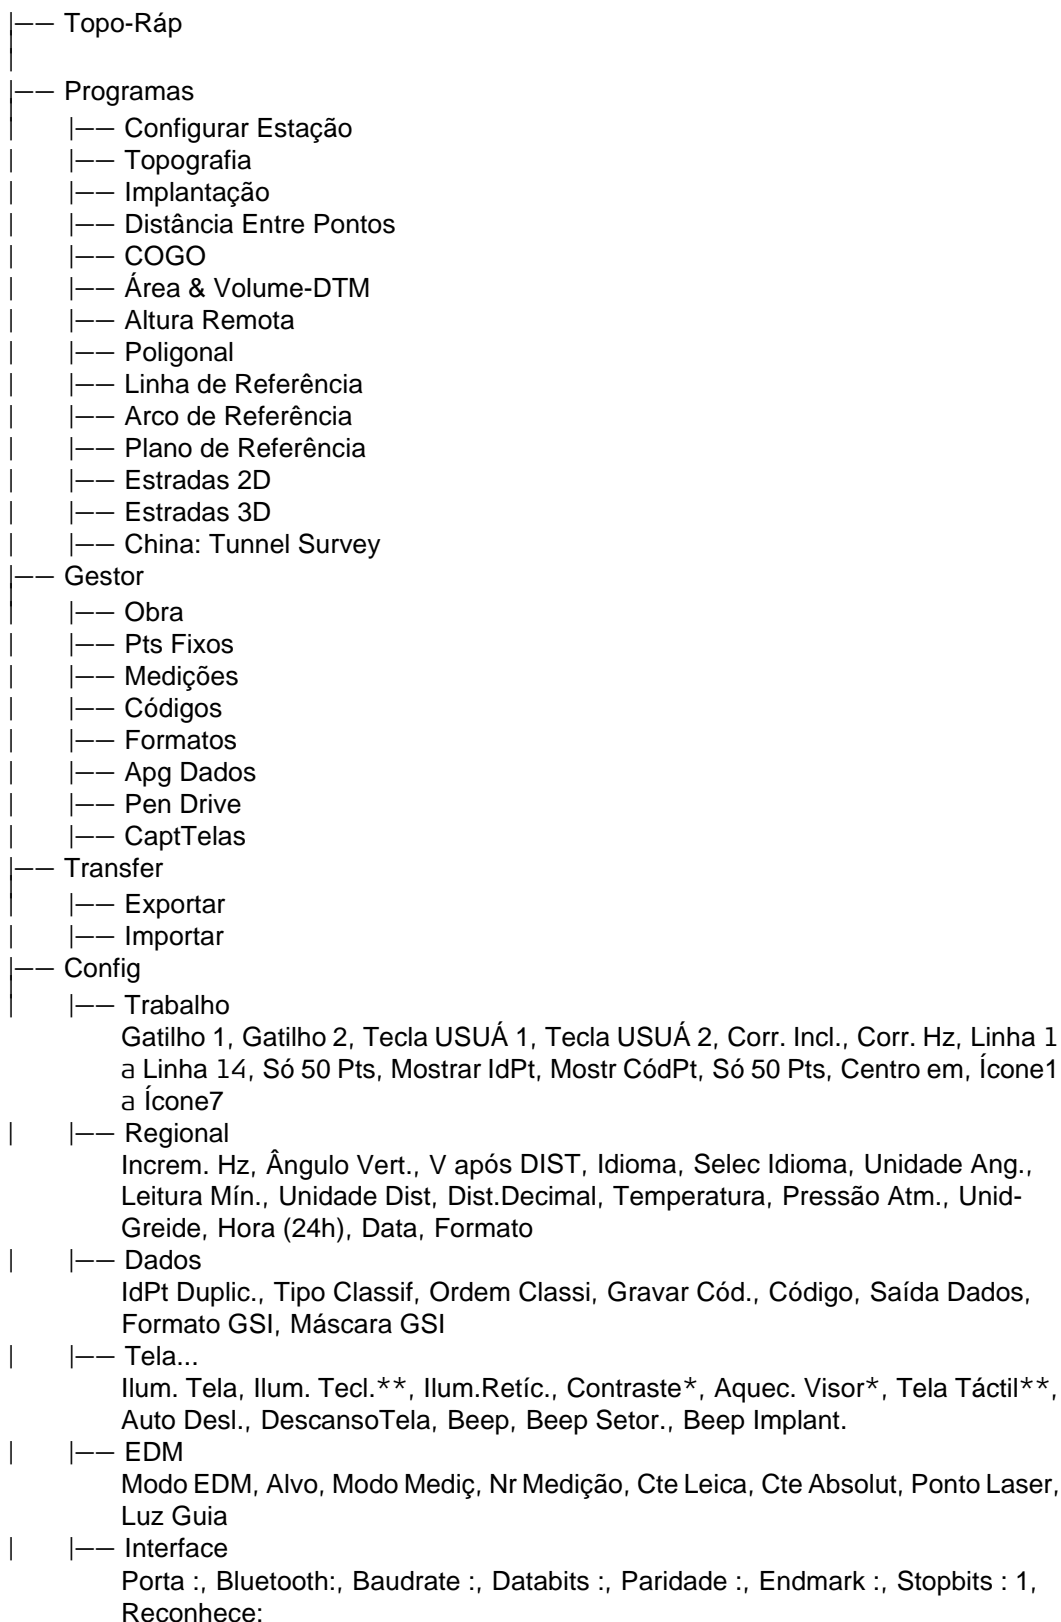 |–– Topo-Ráp
|
|–– Programas
| |–– Configurar Estação
| |–– Topografia
| |–– Implantação
| |–– Distância Entre Pontos
| |–– COGO
| |–– Área & Volume-DTM
| |–– Altura Remota
| |–– Poligonal
| |–– Linha de Referência
| |–– Arco de Referência
| |–– Plano de Referência
| |–– Estradas 2D
| |–– Estradas 3D
| |–– China: Tunnel Survey
|–– Gestor
| |–– Obra
| |–– Pts Fixos
| |–– Medições
| |–– Códigos
| |–– Formatos
| |–– Apg Dados
| |–– Pen Drive
| |–– CaptTelas
|–– Transfer
| |–– Exportar
| |–– Importar
|–– Config
| |–– Trabalho
Gatilho 1, Gatilho 2, Tecla USUÁ 1, Tecla USUÁ 2, Corr. Incl., Corr. Hz, Linha 1
a Linha 14, Só 50 Pts, Mostrar IdPt, Mostr CódPt, Só 50 Pts, Centro em, Ícone1
a Ícone7
| |–– Regional
Increm. Hz, Ângulo Vert., V após DIST, Idioma, Selec Idioma, Unidade Ang.,
Leitura Mín., Unidade Dist, Dist.Decimal, Temperatura, Pressão Atm., Unid-
Greide, Hora (24h), Data, Formato
| |–– Dados
IdPt Duplic., Tipo Classif, Ordem Classi, Gravar Cód., Código, Saída Dados,
Formato GSI, Máscara GSI
| |–– Tela...
Ilum. Tela, Ilum. Tecl.**, Ilum.Retíc., Contraste*, Aquec. Visor*, Tela Táctil**,
Auto Desl., DescansoTela, Beep, Beep Setor., Beep Implant.
| |–– EDM
Modo EDM, Alvo, Modo Mediç, Nr Medição, Cte Leica, Cte Absolut, Ponto Laser,
Luz Guia
| |–– Interface
Porta :, Bluetooth:, Baudrate :, Databits :, Paridade :, Endmark :, Stopbits : 1,
Reconhece: